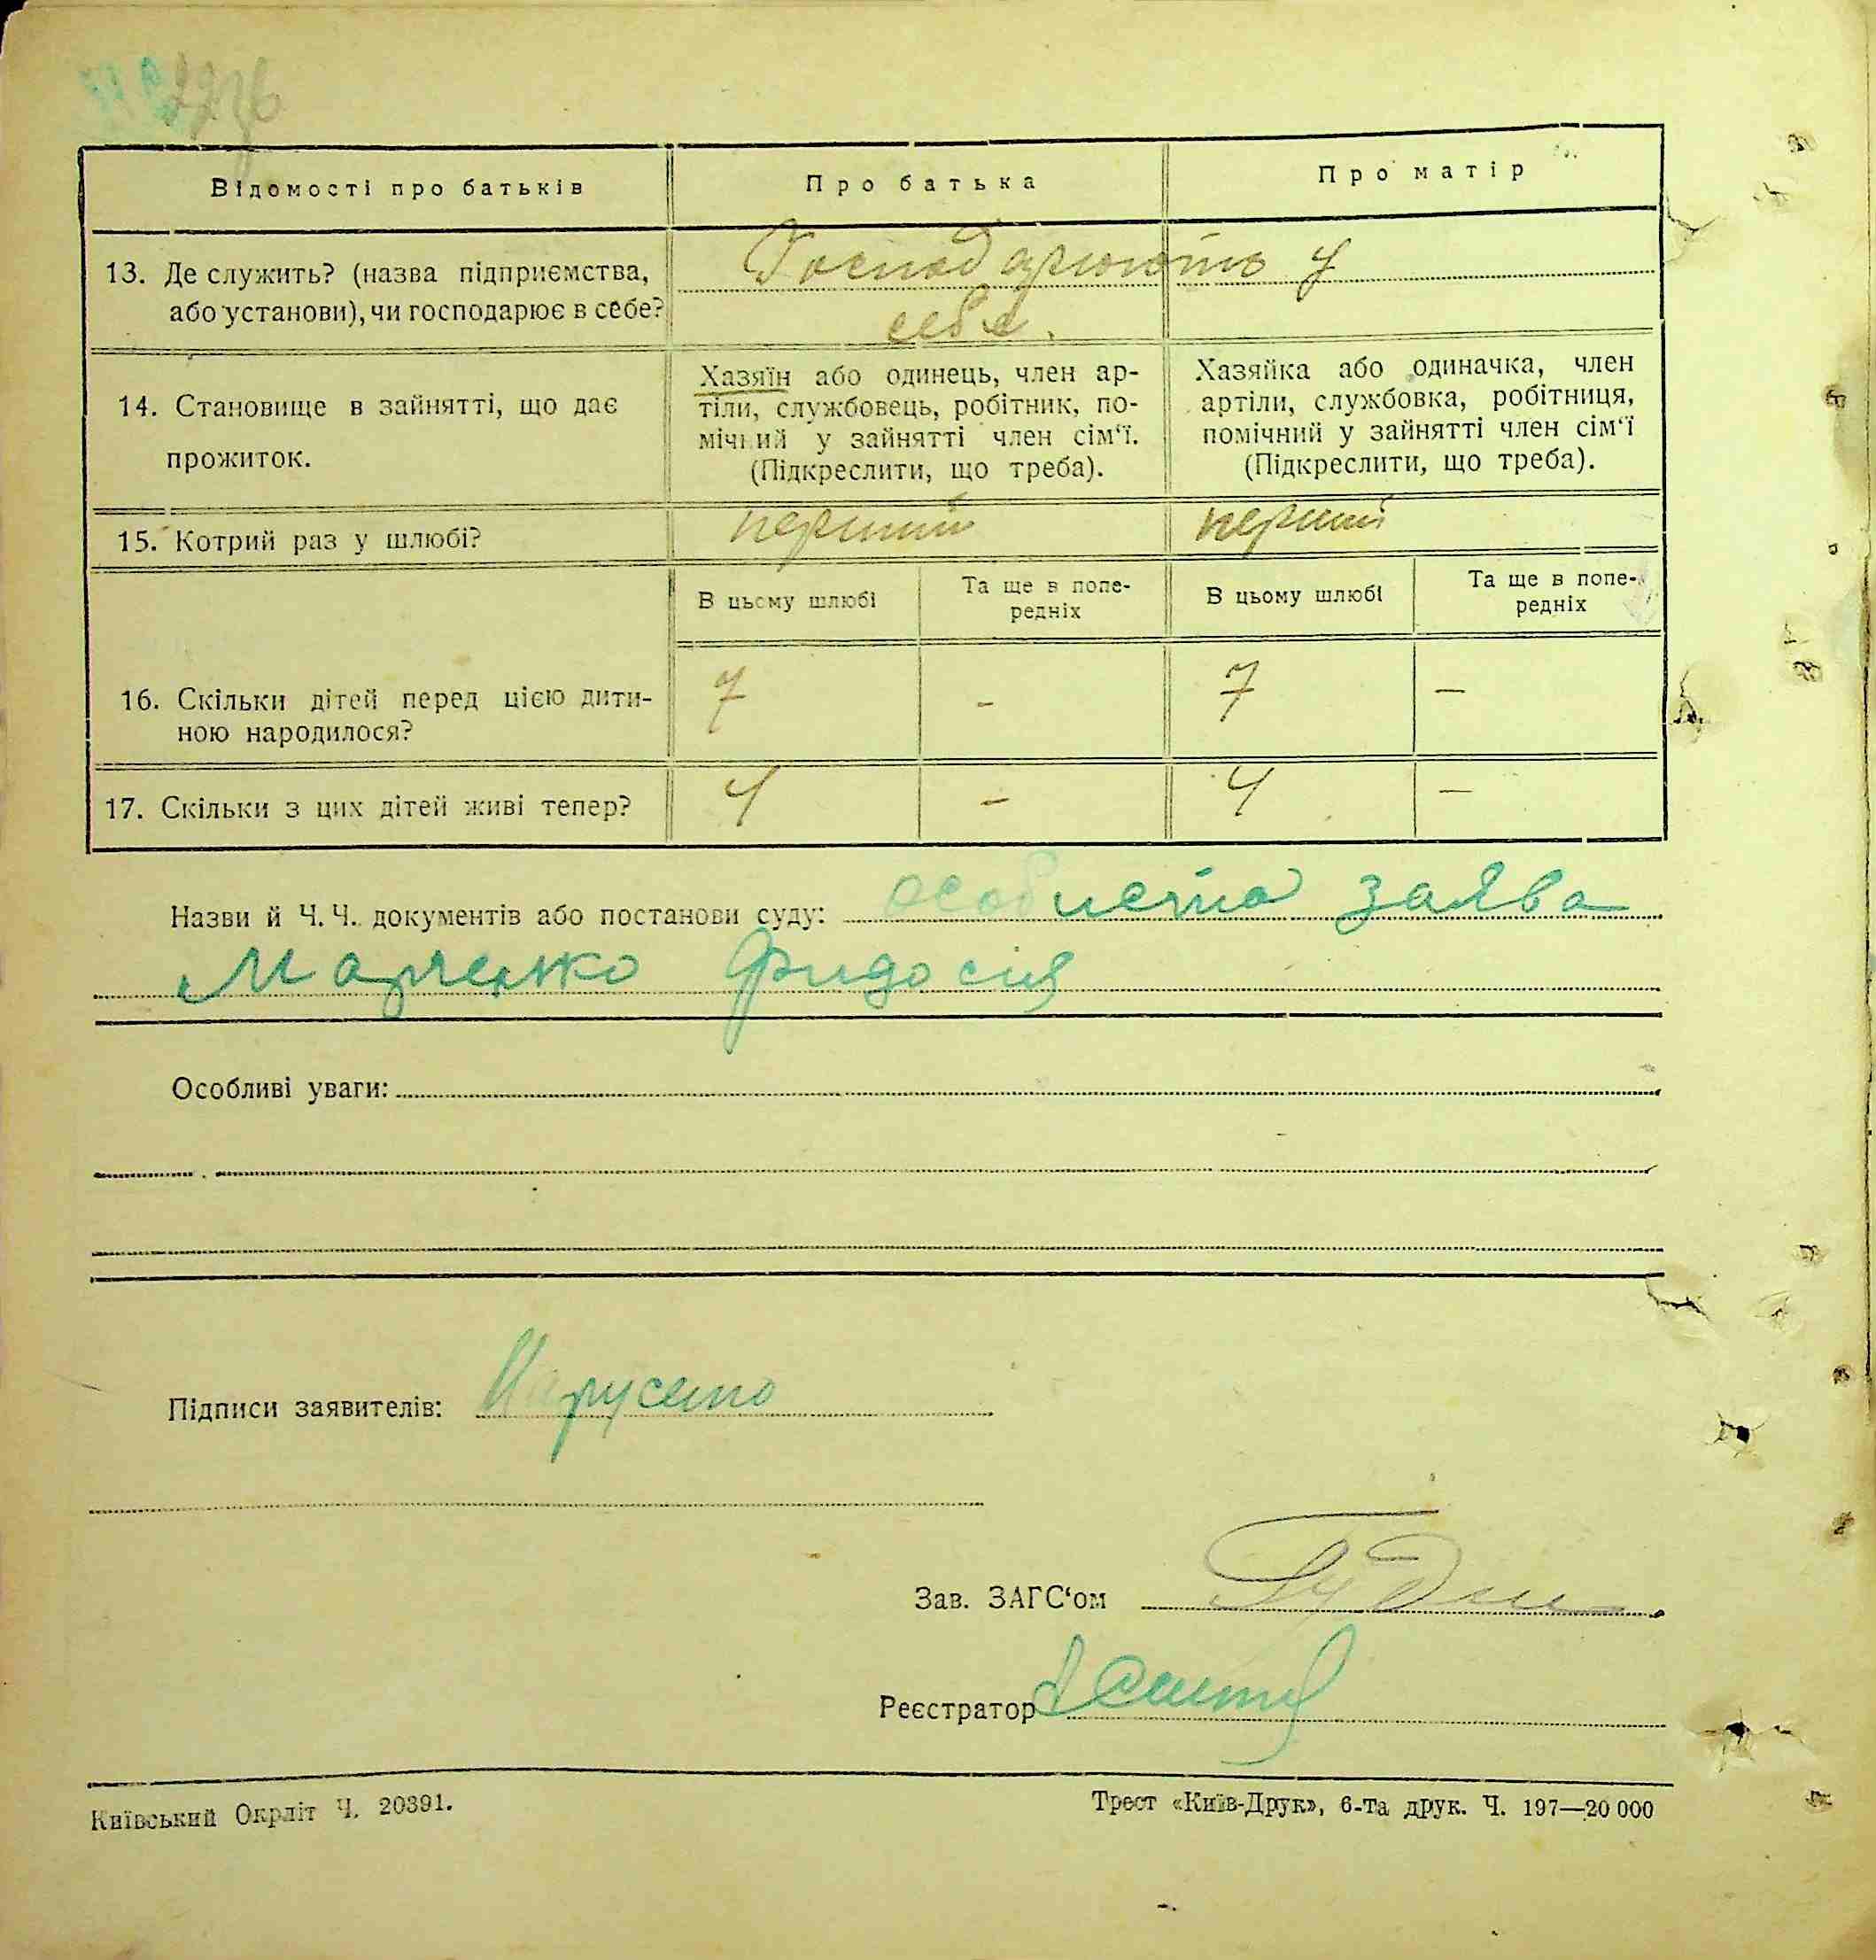 Відомості про батьків
Про батька
Про матір
13. Де служить? (назва підприємства,
або установи), чи господарює в себе?
Господарюють у
себе.
14. Становище в зайнятті, що дає
прожиток.
Хазяїн або одинець, член ар-
тіли, службовець, робітник, по-
мічний у зайнятті член сім‘ї.
(Підкреслити, що треба).
Хазяйка або одиначка, член
артіли, службовка, робітниця,
помічний у зайнятті член сім‘ї
(Підкреслити, що треба).
15. Котрий раз у шлюбі?
перший
перший
В цьому шлюбі
Та ще в попе-
редніх
В цьому шлюбі
Та ще в попе-
редніх
16. Скільки дітей перед цією дити-
ною народилося?
7
-
7
—
17. Скільки з цих дітей живі тепер?
4
-
4
—
Назви й Ч. Ч. документів або постанови суду: особиста заява
Марченко Фидосия
Особливі уваги:
Підписи заявителів:
Зав. ЗАГС‘ом
Реєстратор
Київський Окрліт Ч. 20391.
Трест «Київ-Друк», 6-та друк. Ч. 197—20 000